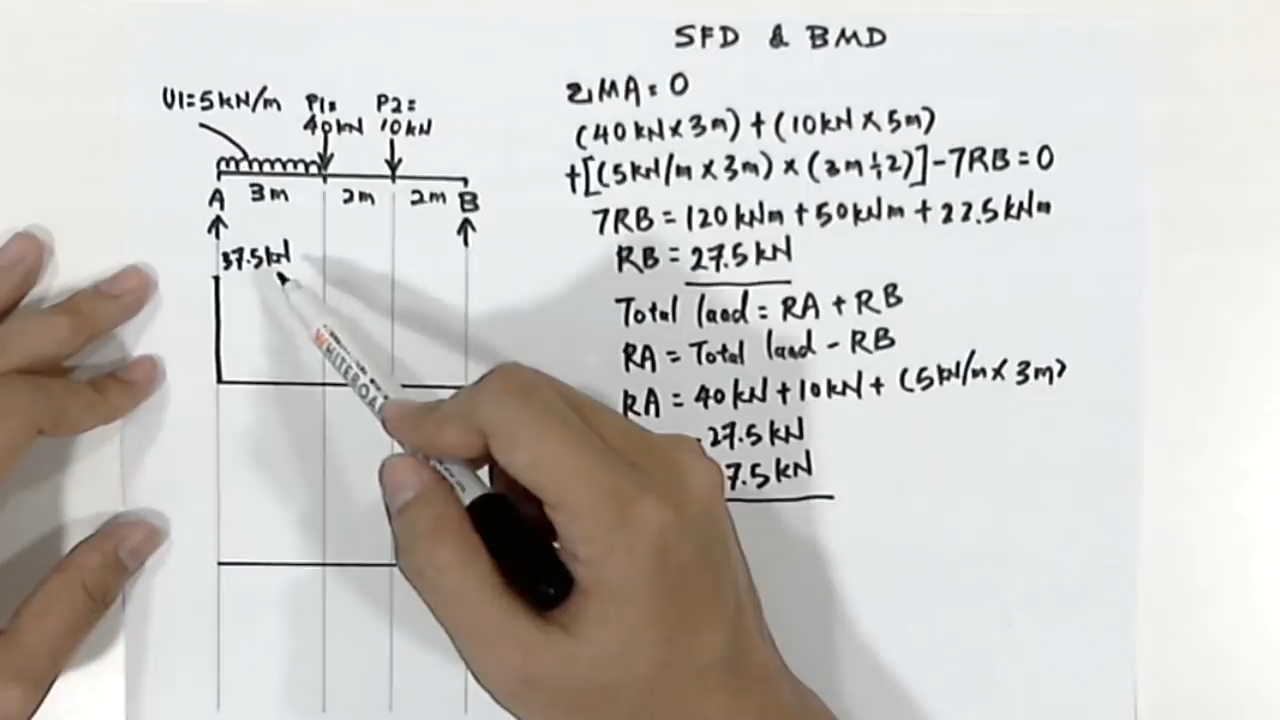 SFD & BMD
U1=5kN/m
P1= P2=
40kN 10kN
3m 2m 2m
A B
37.5kN
ΣMA=0
(40kN×3m)+(10kN×5m)
+[(5kN/m×3m)×(3m÷2)]-7RB=0
7RB=120kNm+50kNm+22.5kNm
RB=27.5kN
Total load=RA+RB
RA=Total load-RB
RA=40kN+10kN+(5kN/m×3m)
-27.5kN
7.5kN
WHITEBOA